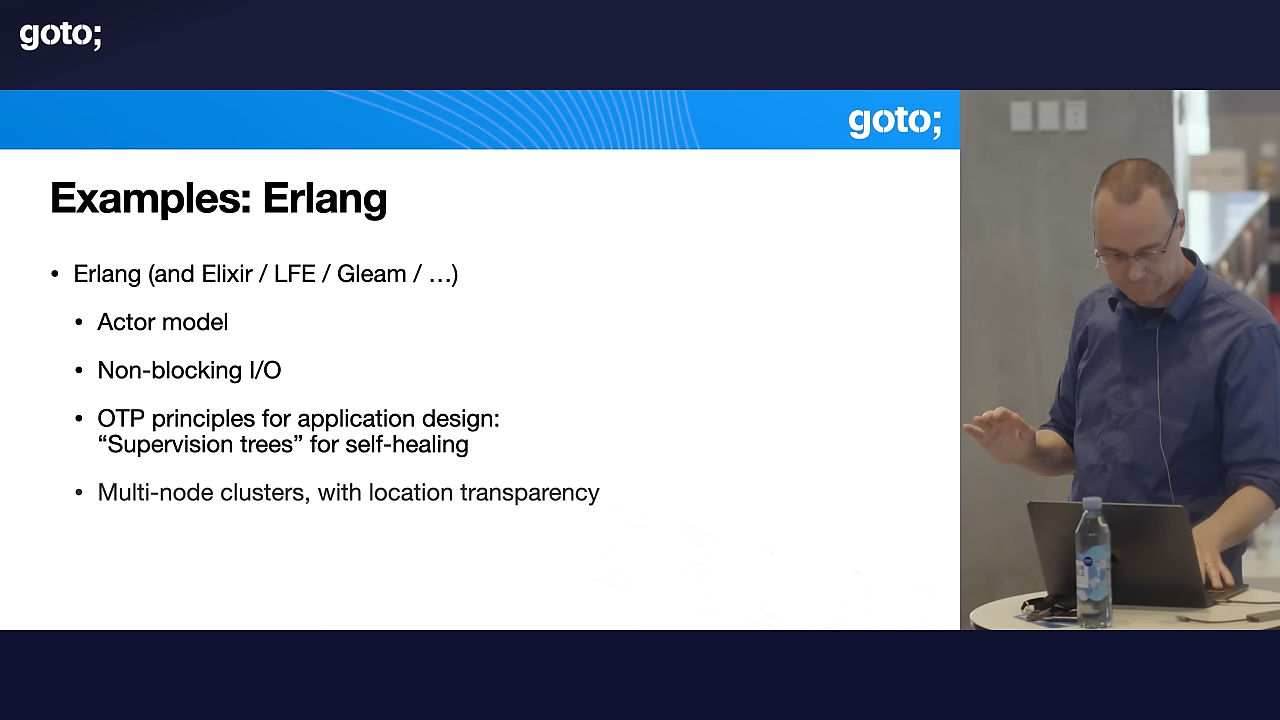 goto;
goto;
Examples: Erlang
• Erlang (and Elixir / LFE / Gleam / …)
• Actor model
• Non-blocking I/O
• OTP principles for application design:
“Supervision trees” for self-healing
• Multi-node clusters, with location transparency